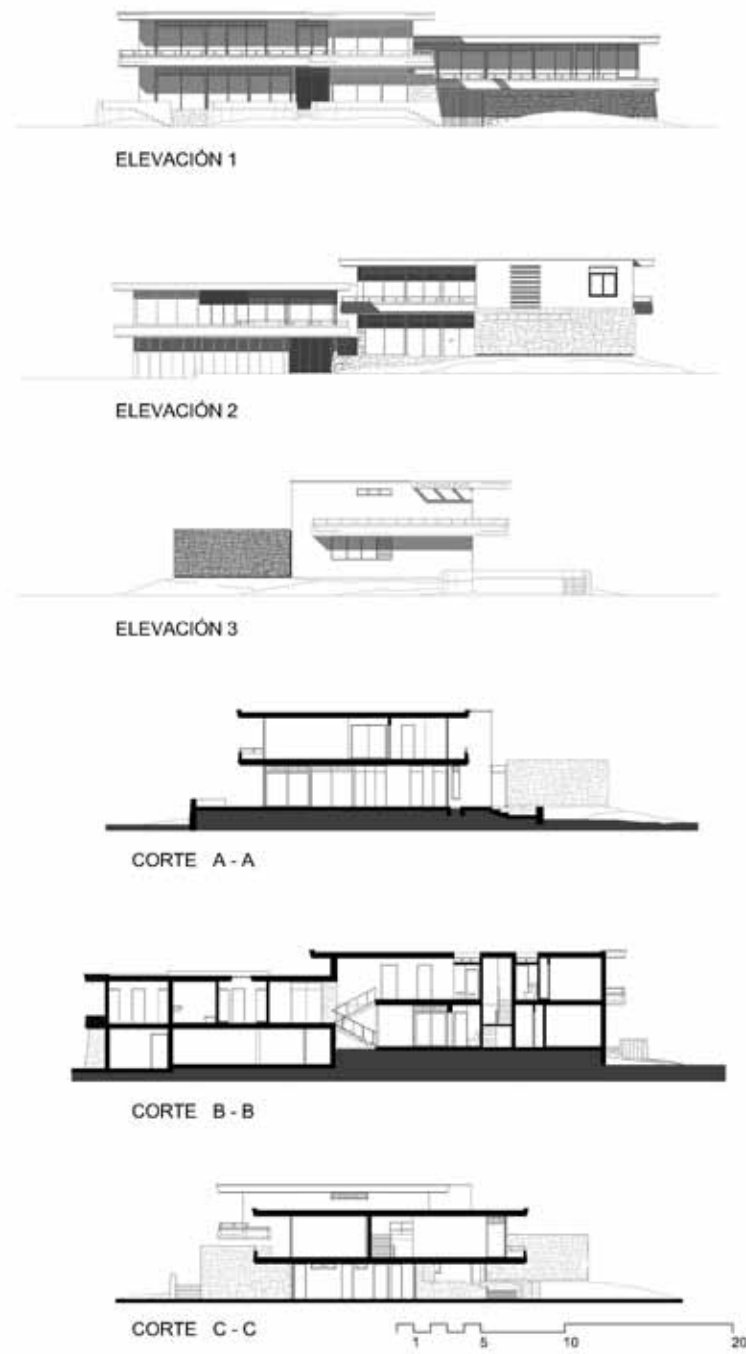 ELEVACIÓN 1
ELEVACIÓN 2
ELEVACIÓN 3
CORTE A - A
CORTE B - B
CORTE C - C
1 5 10 20